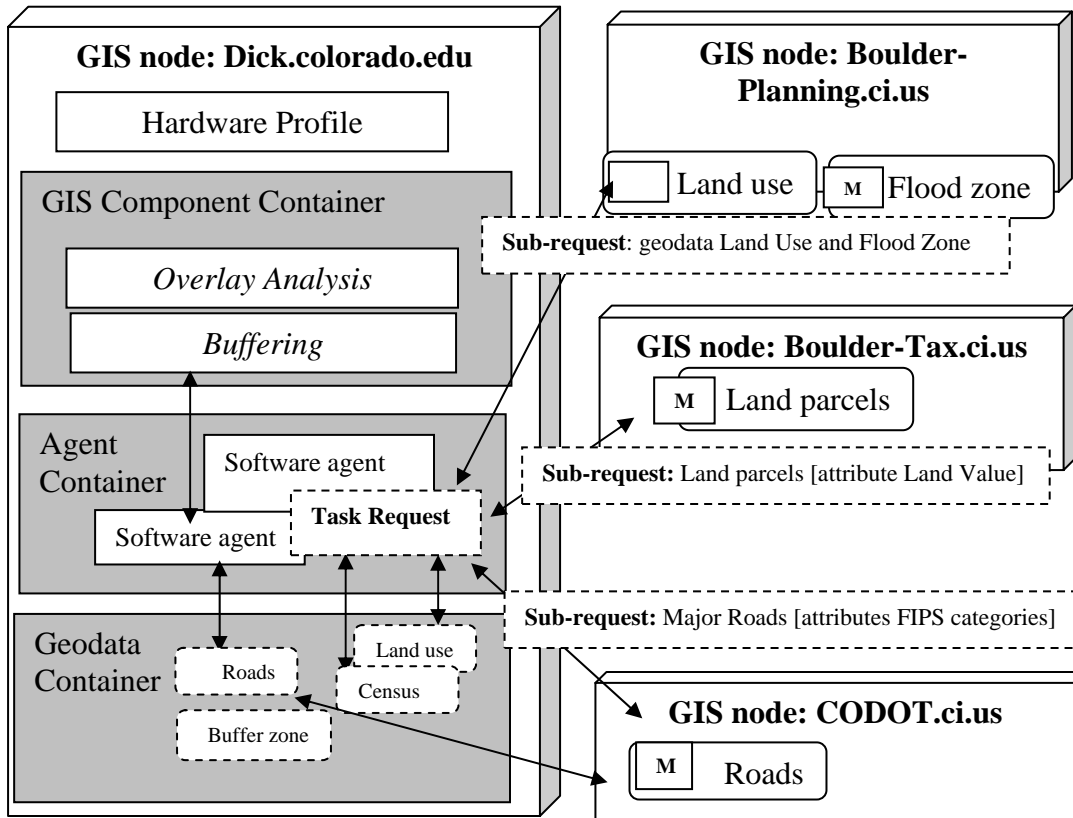 GIS node: Dick.colorado.edu
Hardware Profile
GIS Component Container
Overlay Analysis
Buffering
Agent
Container
Software agent
Task Request
Software agent
Geodata
Container
Roads
Land use
Census
Buffer zone
GIS node: Boulder-
Planning.ci.us
Land use
M
Flood zone
Sub-request: geodata Land Use and Flood Zone
GIS node: Boulder-Tax.ci.us
M
Land parcels
Sub-request: Land parcels [attribute Land Value]
Sub-request: Major Roads [attributes FIPS categories]
GIS node: CODOT.ci.us
M
Roads